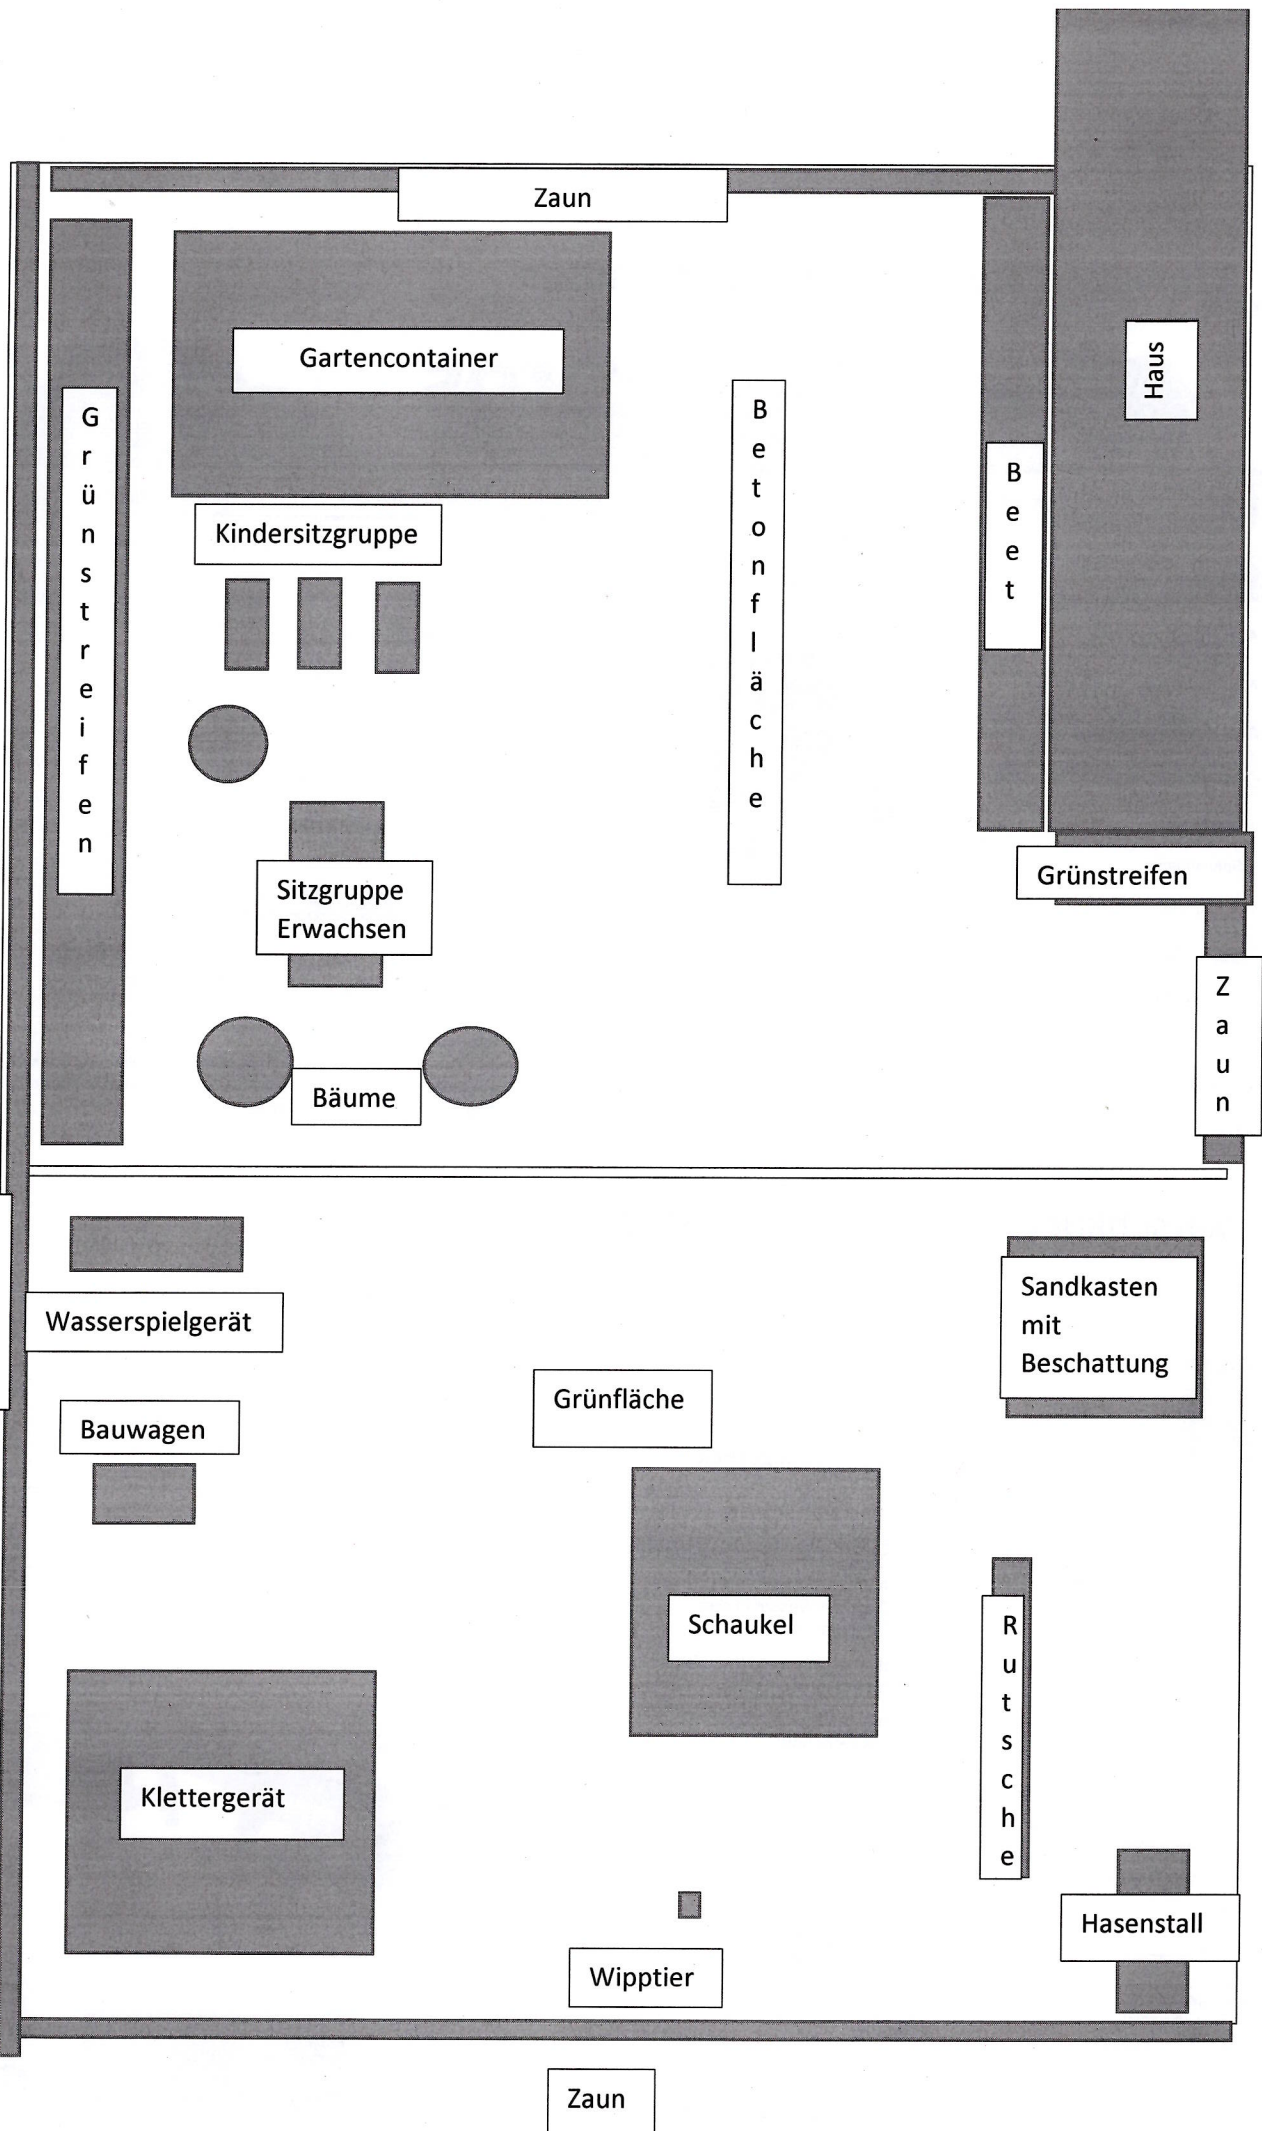 Zaun
Gartencontainer
Haus
Grünstreifen
Betonfläche
Beet
Kindersitzgruppe
Sitzgruppe
Erwachsen
Grünstreifen
Zaun
Bäume
Wasserspielgerät
Sandkasten
mit
Beschattung
Grünfläche
Bauwagen
Schaukel
Rutsche
Klettergerät
Hasenstall
Wipptier
Zaun